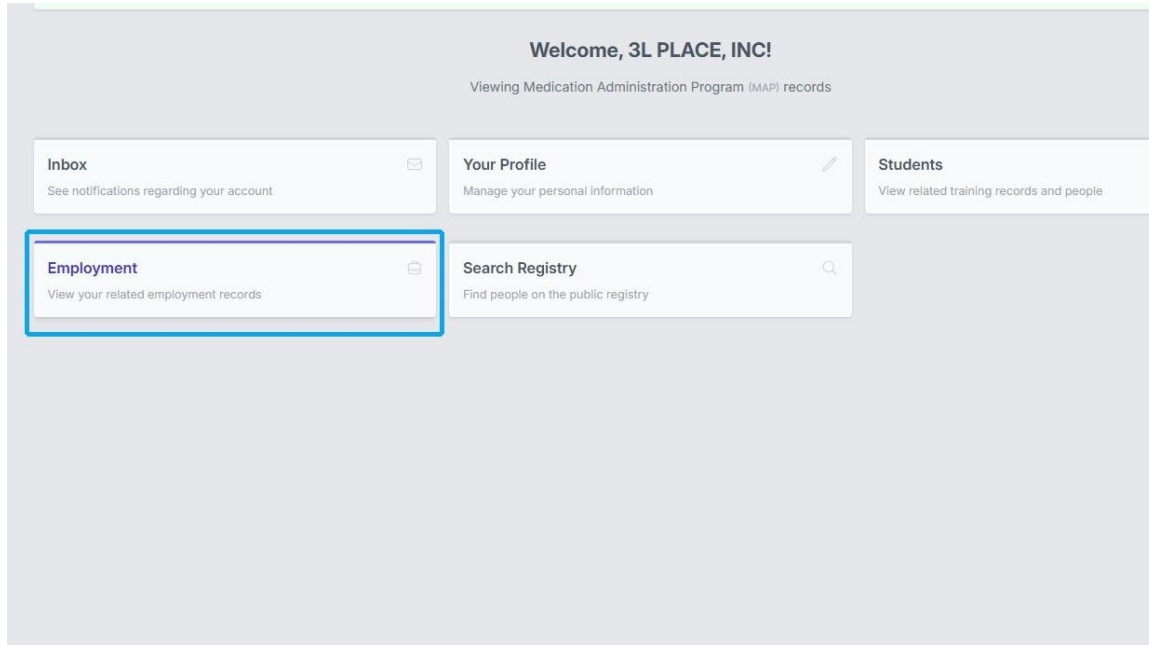 Welcome, 3L PLACE, INC!
Viewing Medication Administration Program (MAP) records
Inbox
See notifications regarding your account
Your Profile
Manage your personal information
Students
View related training records and people
Employment
View your related employment records
Search Registry
Find people on the public registry